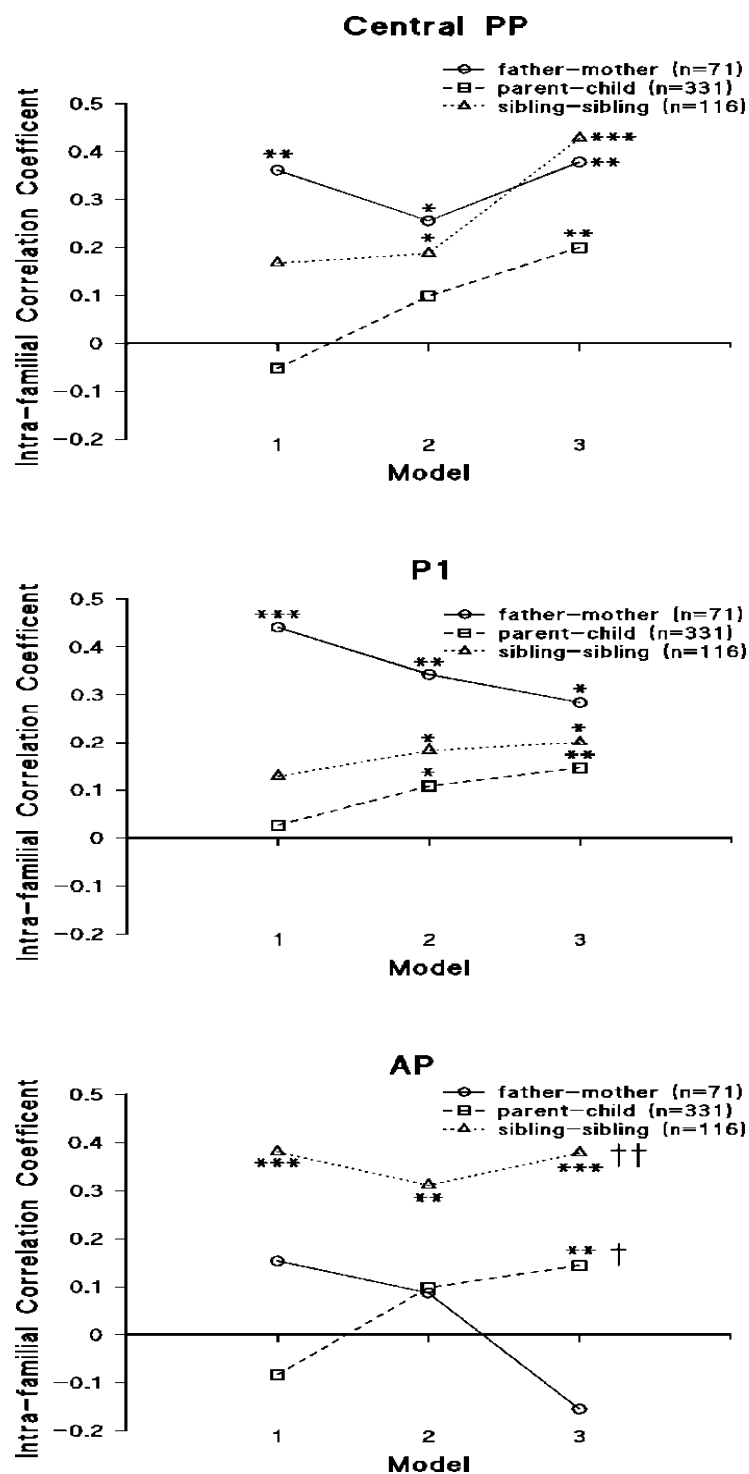 Central PP
father-mother (n=71)
parent-child (n=331)
sibling-sibling (n=116)
Intra-familial Correlation Coefficent
0.5
0.4
0.3
0.2
0.1
0
-0.1
-0.2
**
*
*
***
**
**
1 2 3
Model
P1
father-mother (n=71)
parent-child (n=331)
sibling-sibling (n=116)
Intra-familial Correlation Coefficent
0.5
0.4
0.3
0.2
0.1
0
-0.1
-0.2
***
**
*
*
*
*
**
1 2 3
Model
AP
father-mother (n=71)
parent-child (n=331)
sibling-sibling (n=116)
Intra-familial Correlation Coefficent
0.5
0.4
0.3
0.2
0.1
0
-0.1
-0.2
***
**
*** ††
** †
1 2 3
Model